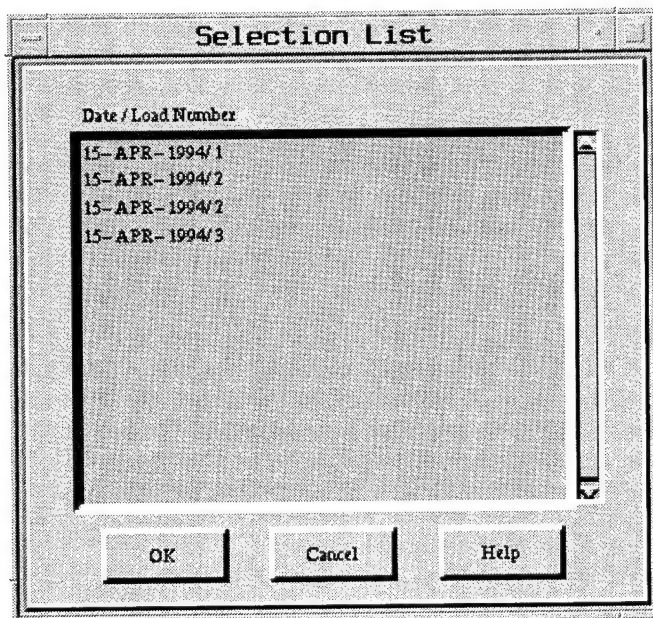 Selection List
Date / Load Number
15-APR-1994/1
15-APR-1994/2
15-APR-1994/2
15-APR-1994/3
OK Cancel Help